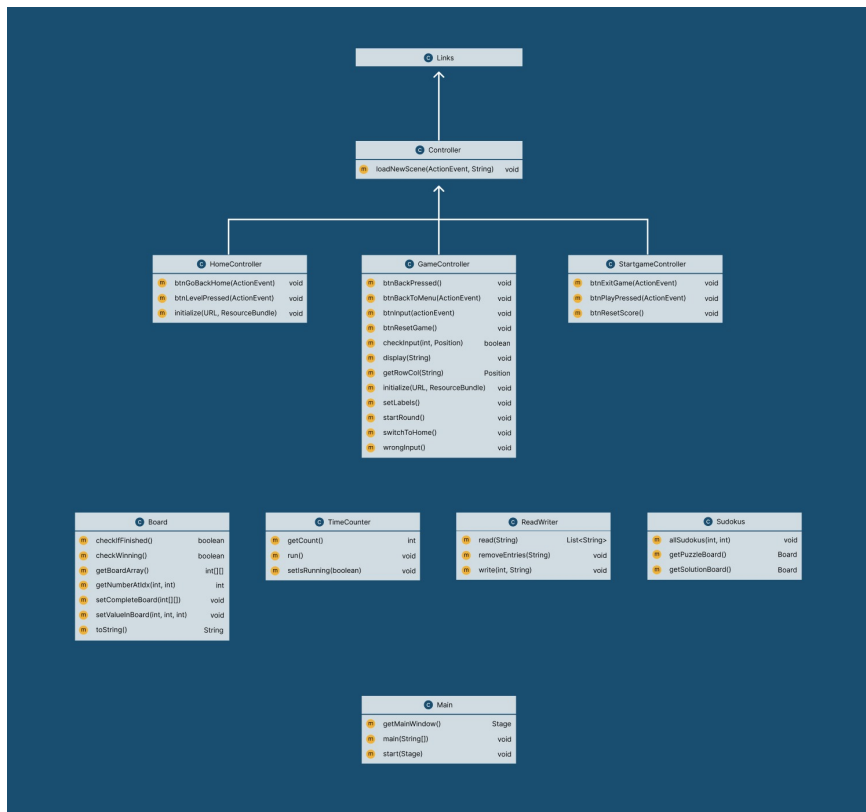 C Links
C Controller
m loadNewScene(ActionEvent, String) void
C HomeController
m btnGoBackHome(ActionEvent) void
m btnLevelPressed(ActionEvent) void
m initialize(URL, ResourceBundle) void
C GameController
m btnBackPressed() void
m btnBackToMenu(ActionEvent) void
m btnInput(actionEvent) void
m btnResetGame() void
m checkInput(int, Position) boolean
m display(String) void
m getRowCol(String) Position
m initialize(URL, ResourceBundle) void
m setLabels() void
m startRound() void
m switchToHome() void
m wrongInput() void
C StartgameController
m btnExitGame(ActionEvent) void
m btnPlayPressed(ActionEvent) void
m btnResetScore() void
C Board
m checkIfFinished() boolean
m checkWinning() boolean
m getBoardArray() int[][]
m getNumberAtIdx(int, int) int
m setCompleteBoard(int[][]) void
m setValueInBoard(int, int, int) void
m toString() String
C TimeCounter
m getCount() int
m run() void
m setIsRunning(boolean) void
C ReadWriter
m read(String) List<String>
m removeEntries(String) void
m write(int, String) void
C Sudokus
m allSudokus(int, int) void
m getPuzzleBoard() Board
m getSolutionBoard() Board
C Main
m getMainWindow() Stage
m main(String[]) void
m start(Stage) void